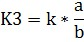 КЗ = k * a/b